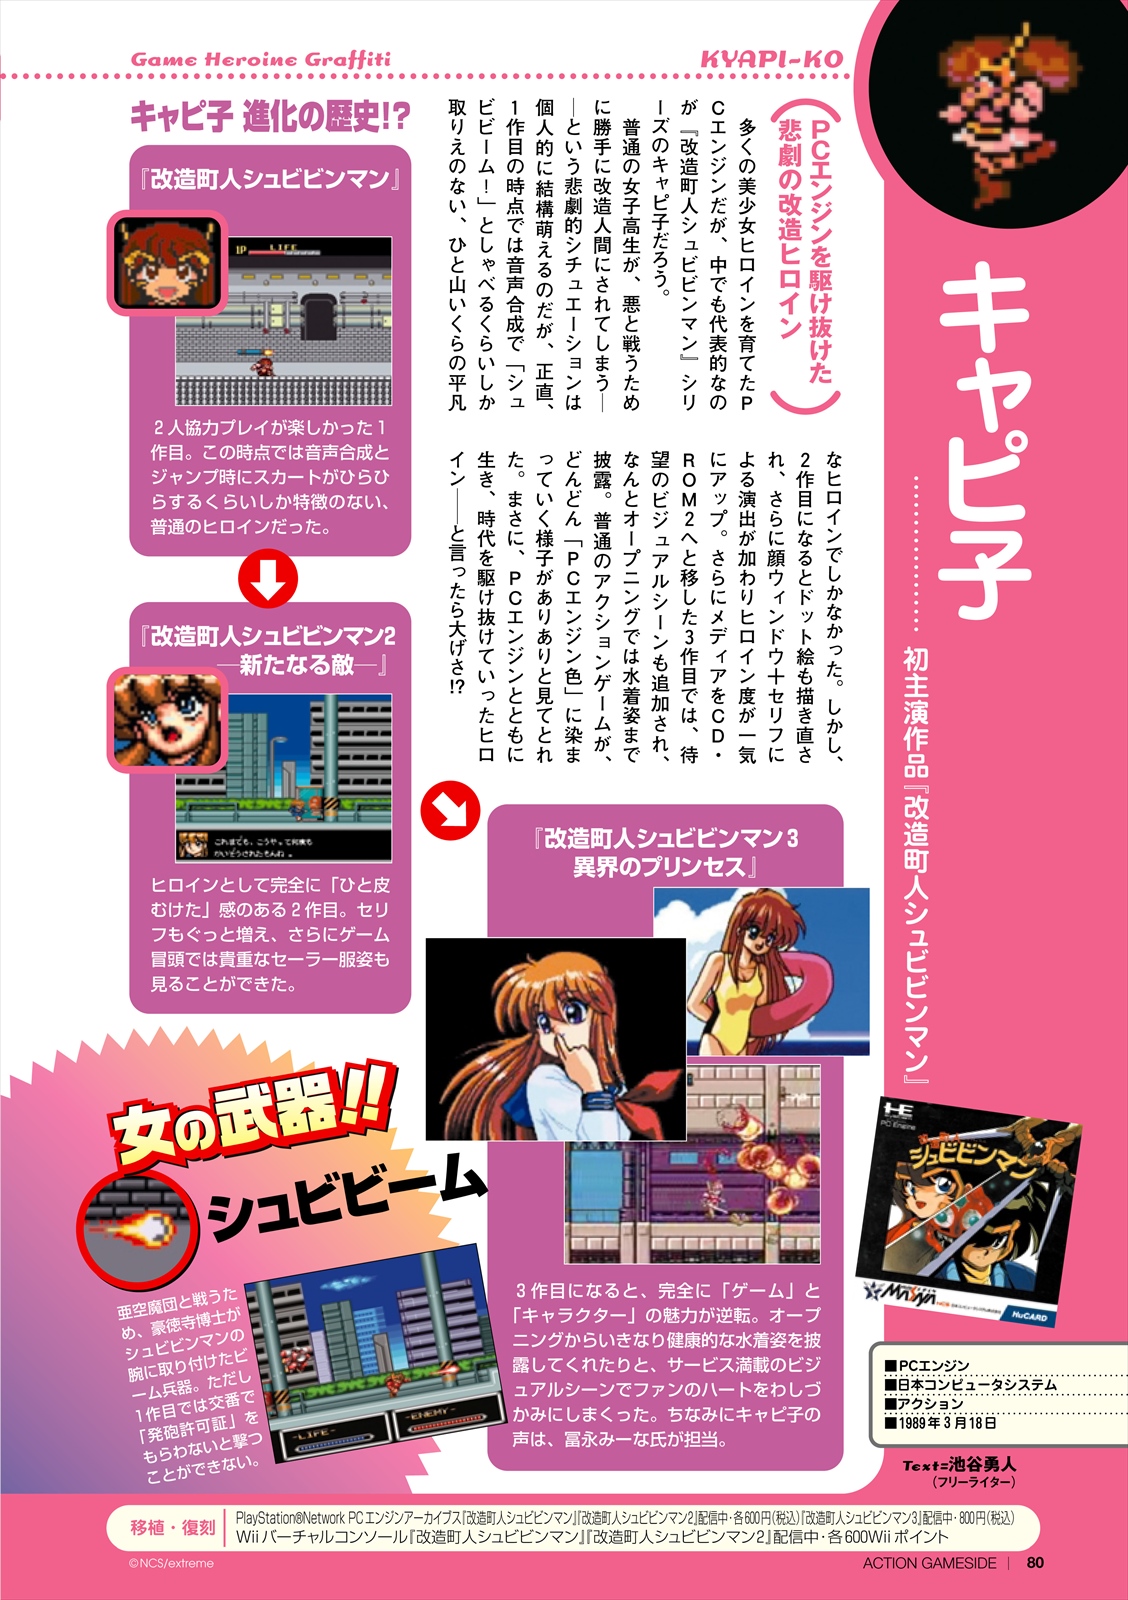 Game Heroine Graffiti
KYAPI-KO
キャピ子
初主演作品『改造町人シュビビンマン』
PCエンジンを駆け抜けた
悲劇の改造ヒロイン
多くの美少女ヒロインを育てたP
Cエンジンだが、中でも代表的なの
が『改造町人シュビビンマン』シリ
ーズのキャピ子だろう。
普通の女子高生が、悪と戦うため
に勝手に改造人間にされてしまう―
―という悲劇的シチュエーションは
個人的に結構萌えるのだが、正直、
1作目の時点では音声合成で「シュ
ビビーム！」としゃべるくらいしか
取りえのない、ひと山いくらの平凡
なヒロインでしかなかった。しかし、
2作目になるとドット絵も描き直さ
れ、さらに顔ウィンドウ＋セリフに
よる演出が加わりヒロイン度が一気
にアップ。さらにメディアをCD・
ROM2へと移した3作目では、待
望のビジュアルシーンも追加され、
なんとオープニングでは水着姿まで
披露。普通のアクションゲームが、
どんどん「PCエンジン色」に染ま
っていく様子がありありと見てとれ
た。まさに、PCエンジンとともに
生き、時代を駆け抜けていったヒロ
イン――と言ったら大げさ!?
キャピ子 進化の歴史!?
『改造町人シュビビンマン』
1P
LIFE
2人協力プレイが楽しかった1
作目。この時点では音声合成と
ジャンプ時にスカートがひらひ
らするくらいしか特徴のない、
普通のヒロインだった。
『改造町人シュビビンマン2
―新たなる敵―』
これまでも、こうやって何度も
かいぞうされたもんね。
ヒロインとして完全に「ひと皮
むけた」感のある2作目。セリ
フもぐっと増え、さらにゲーム
冒頭では貴重なセーラー服姿も
見ることができた。
『改造町人シュビビンマン3
異界のプリンセス』
3作目になると、完全に「ゲーム」と
「キャラクター」の魅力が逆転。オープ
ニングからいきなり健康的な水着姿を披
露してくれたりと、サービス満載のビジ
ュアルシーンでファンのハートをわしづ
かみにしまくった。ちなみにキャピ子の
声は、冨永みーな氏が担当。
女の武器!!
シュビビーム
亜空魔団と戦うた
め、豪徳寺博士が
シュビビンマンの
腕に取り付けたビ
ーム兵器。ただし
1作目では交番で
「発砲許可証」を
もらわないと撃つ
ことができない。
-LIFE-
-ENEMY-
HE
PC Engine
改造町人
シュビビンマン
MASAYA
HuCARD
■PCエンジン
■日本コンピュータシステム
■アクション
■1989年3月18日
Text=池谷勇人
(フリーライター)
移植・復刻
PlayStation®Network PCエンジンアーカイブス『改造町人シュビビンマン』『改造町人シュビビンマン2』配信中・各600円(税込)『改造町人シュビビンマン3』配信中・800円(税込)
Wiiバーチャルコンソール『改造町人シュビビンマン』『改造町人シュビビンマン2』配信中・各600Wiiポイント
©NCS/extreme
ACTION GAMESIDE | 80